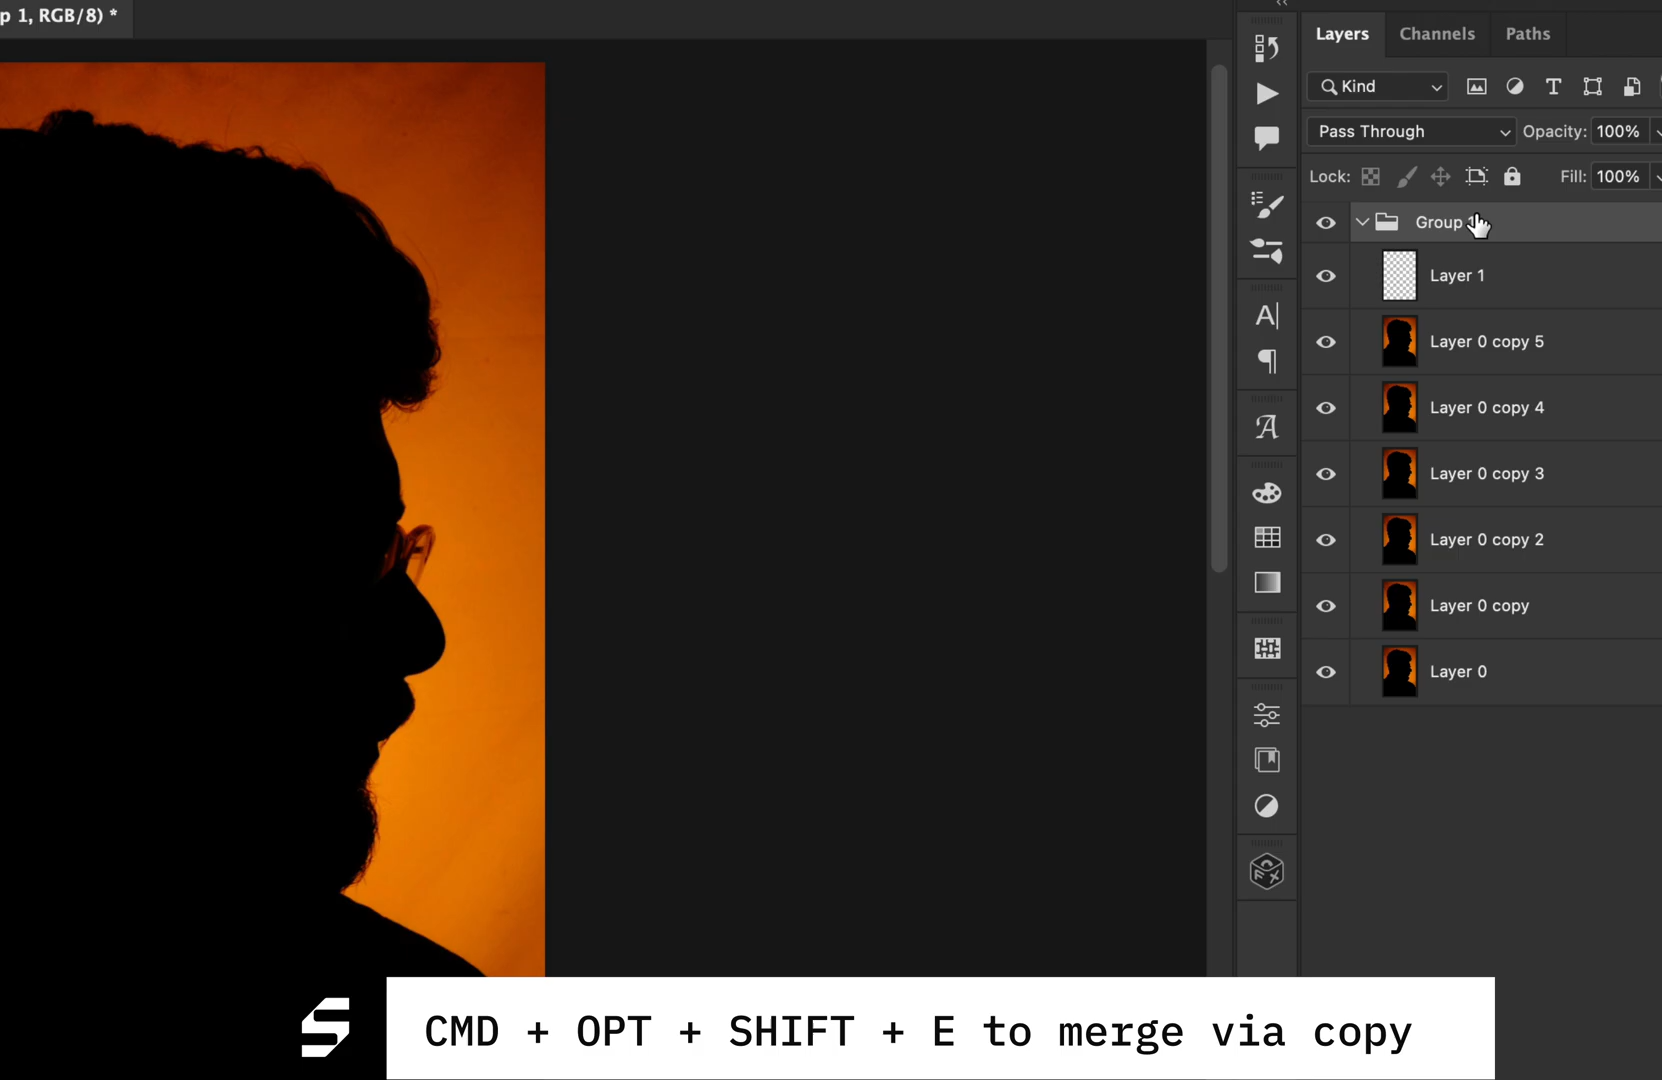 p 1, RGB/8) *
Layers Channels Paths
Kind
Pass Through Opacity: 100%
Lock: Fill: 100%
Group
Layer 1
Layer 0 copy 5
Layer 0 copy 4
Layer 0 copy 3
Layer 0 copy 2
Layer 0 copy
Layer 0
CMD + OPT + SHIFT + E to merge via copy